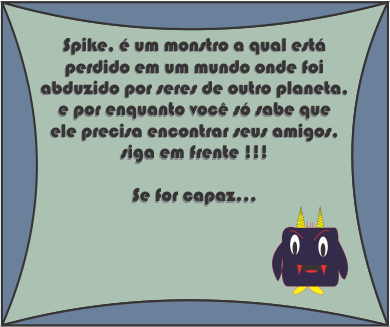 Spike, é um monstro a qual está
perdido em um mundo onde foi
abduzido por seres de outro planeta,
e por enquanto você só sabe que
ele precisa encontrar seus amigos,
siga em frente !!!
Se for capaz...